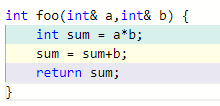 int foo(int& a,int& b) {
    int sum = a*b;
    sum = sum+b;
    return sum;
}